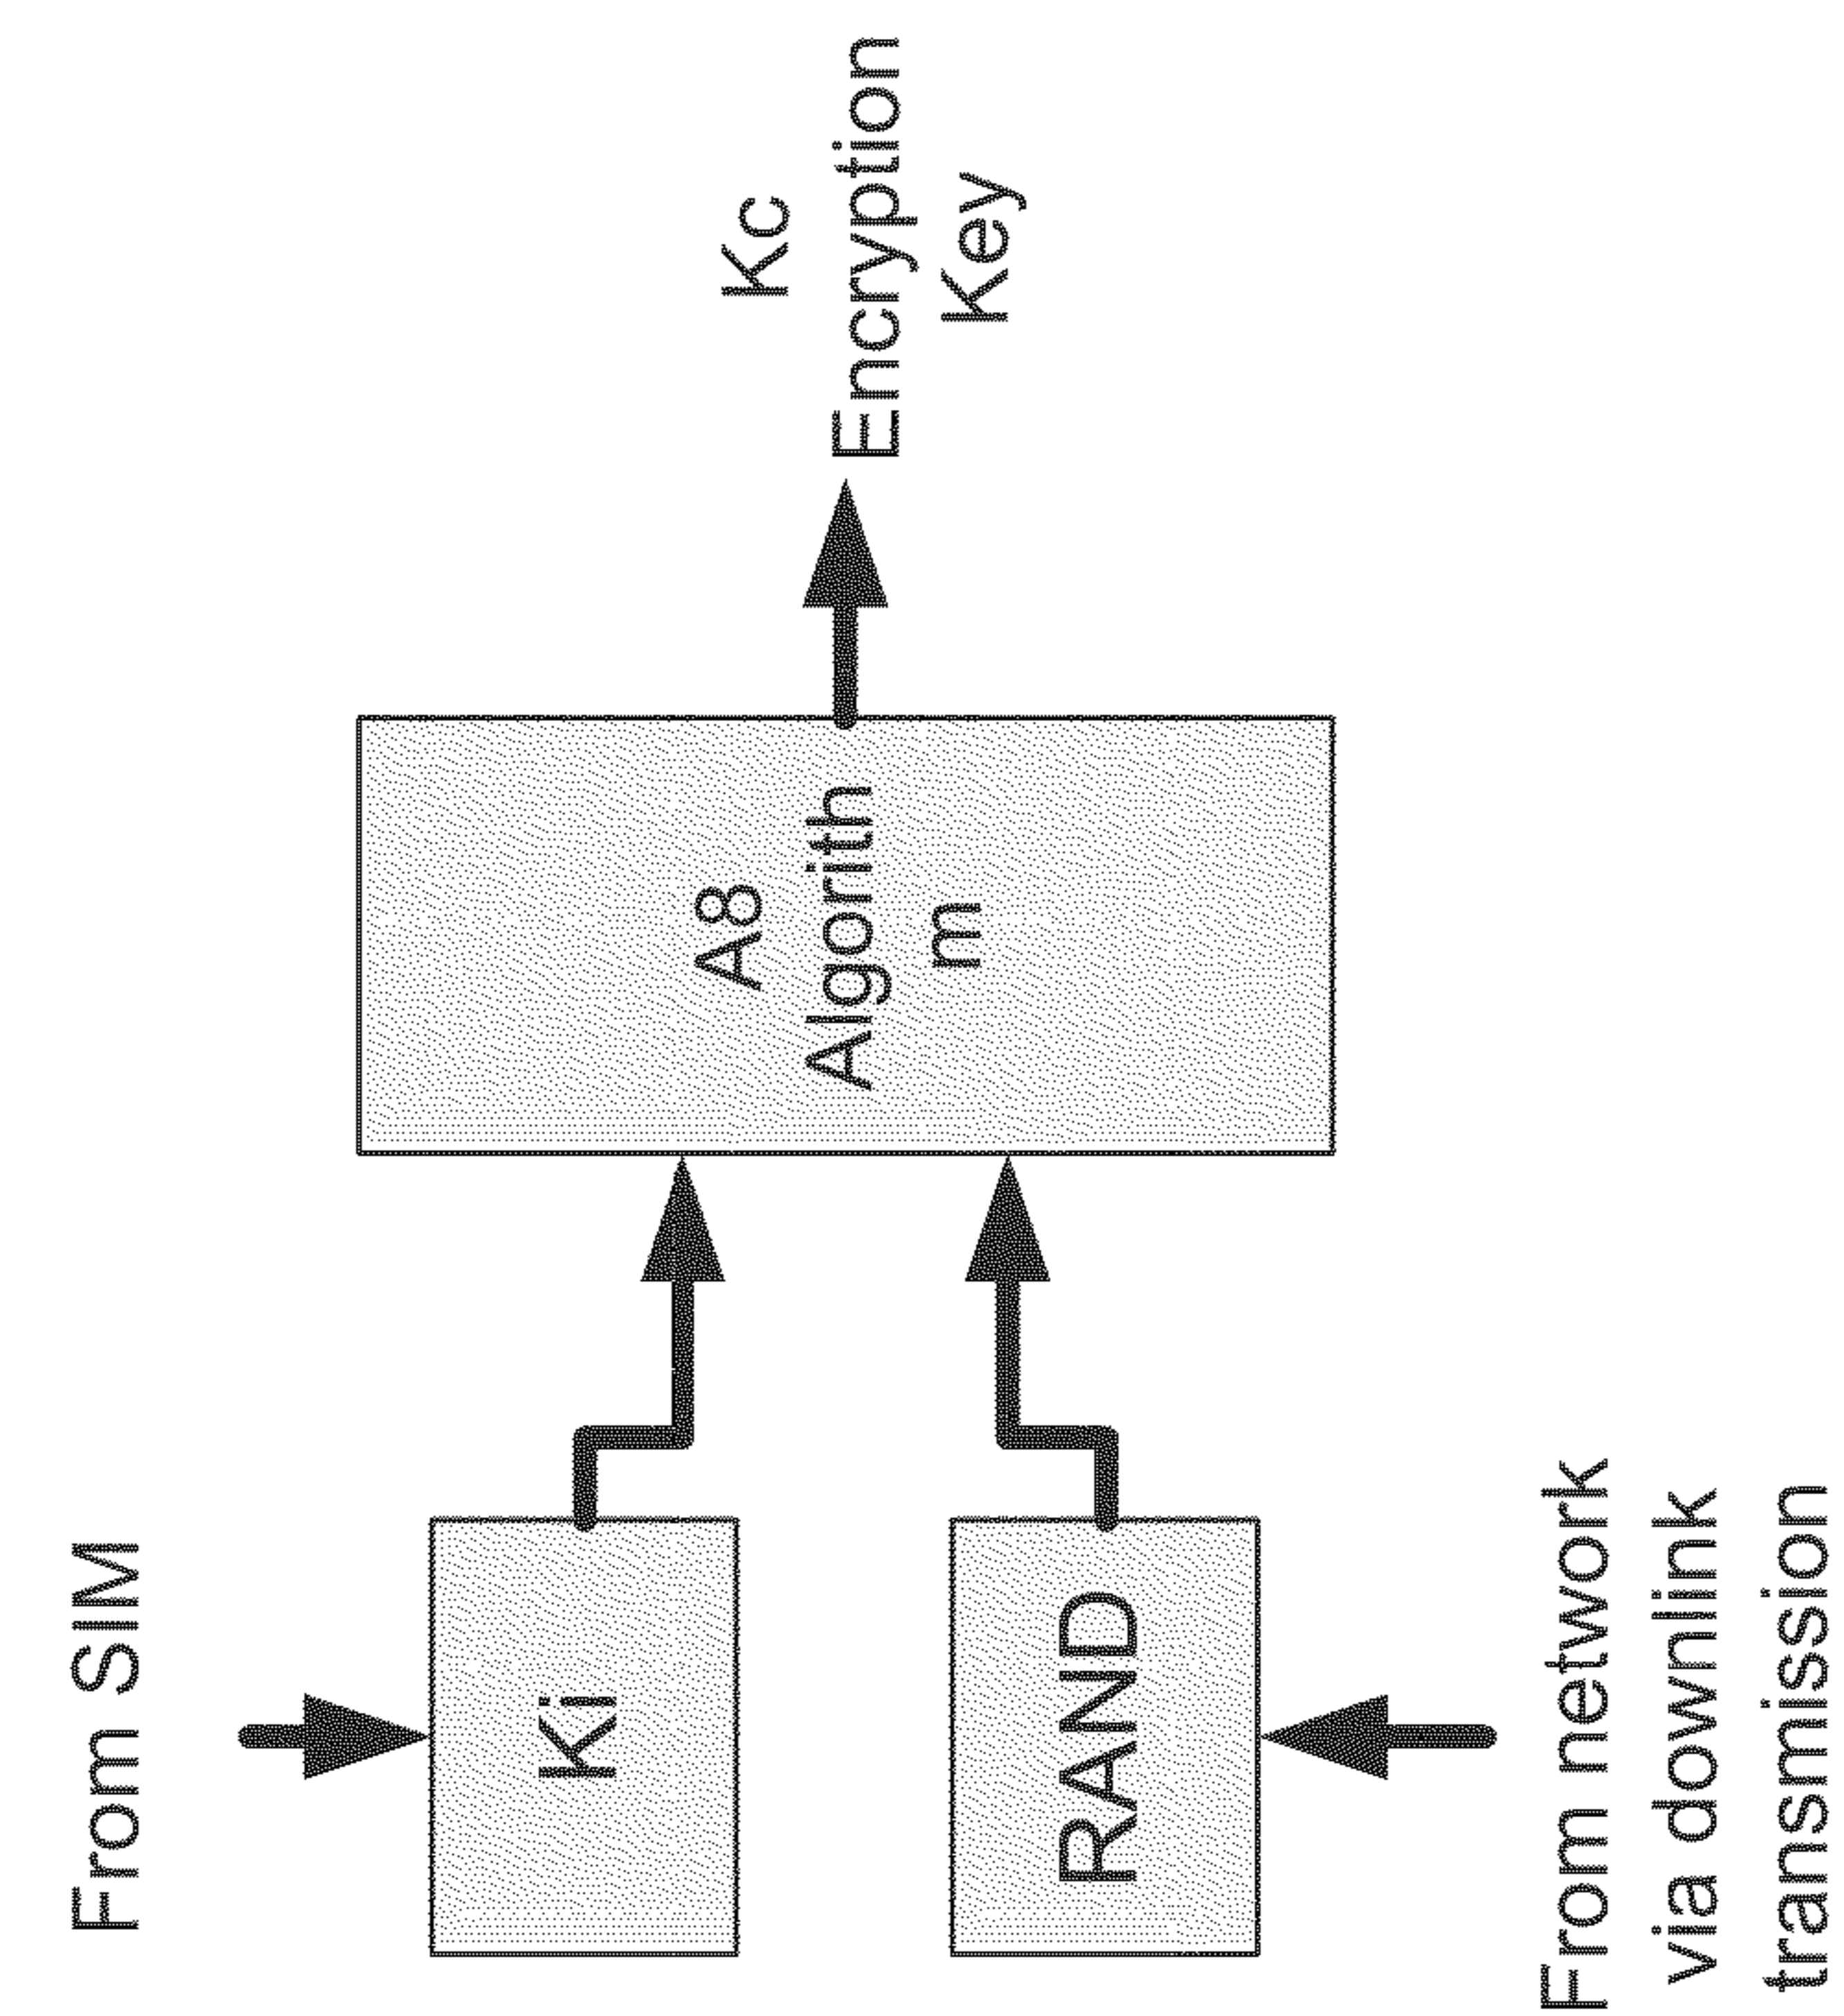 From SIM
Ki
RAND
From network
via downlink
transmission
A8
Algorith
m
Kc
Encryption
Key